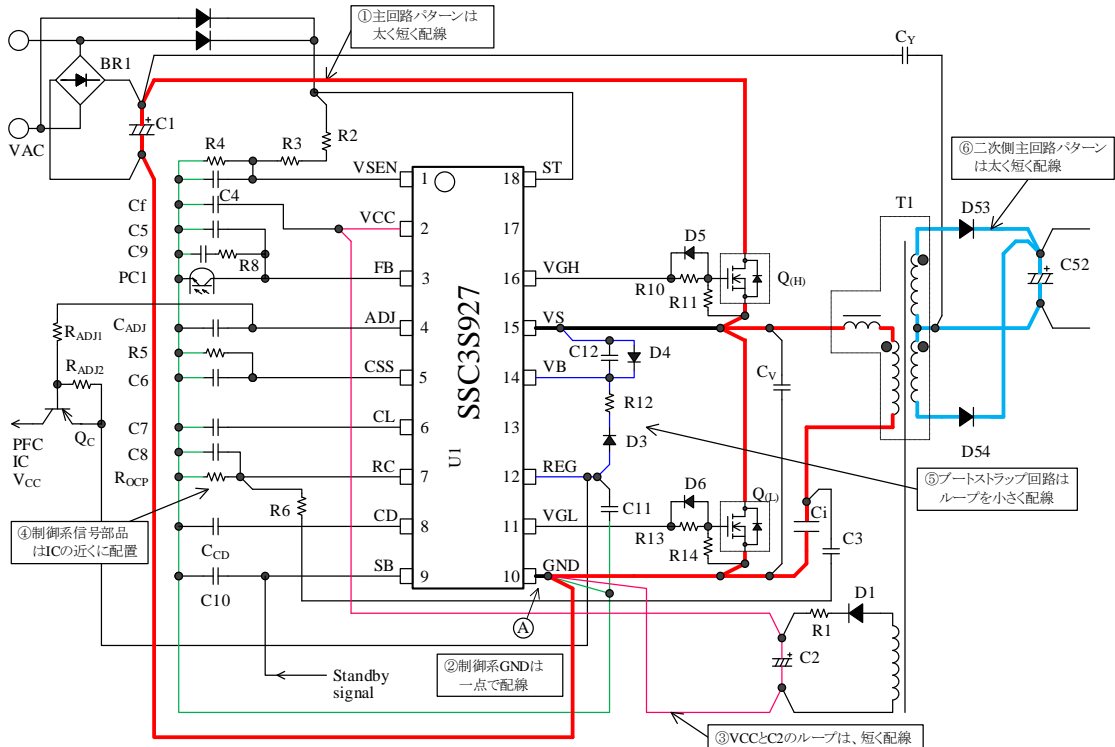 ①主回路パターンは
太く短く配線
CY
BR1
C1
VAC
R4
R3
R2
VSEN
1
18
ST
⑥二次側主回路パターン
は太く短く配線
Cf
C4
VCC
2
17
T1
D53
C5
C9
R8
D5
C52
PC1
FB
3
16
VGH
R10
R11
Q(H)
RADJ1
CADJ
ADJ
4
15
VS
R5
C12
D4
RADJ2
C6
CSS
5
14
VB
CV
R12
SSC3S927
U1
QC
C7
CL
6
13
D3
D54
PFC
IC
VCC
C8
ROCP
RC
7
12
REG
⑤ブートストラップ回路は
ループを小さく配線
④制御系信号部品
はICの近くに配置
R6
C11
D6
Q(L)
Ci
C3
CCD
CD
8
11
VGL
R13
R14
C10
SB
9
10
GND
A
D1
R1
C2
Standby
signal
②制御系GNDは
一点で配線
③VCCとC2のループは、短く配線